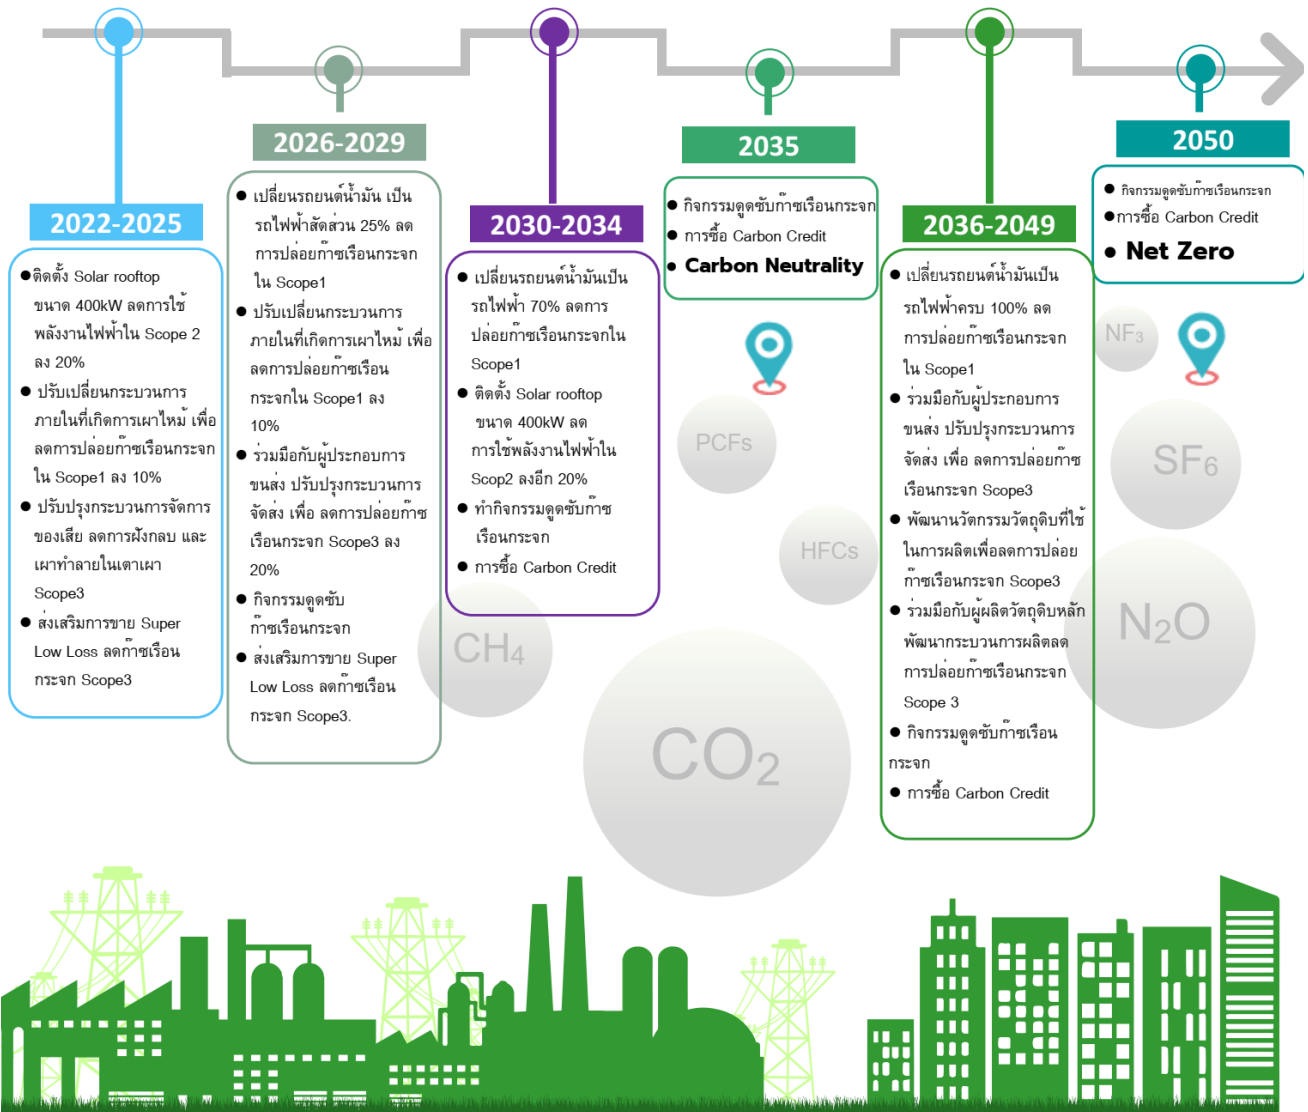 2022-2025
●ติดตั้ง Solar rooftop
ขนาด 400kW ลดการใช้
พลังงานไฟฟ้าใน Scope 2
ลง 20%
● ปรับเปลี่ยนกระบวนการ
ภายในที่เกิดการเผาไหม้ เพื่อ
ลดการปล่อยก๊าซเรือนกระจก
ใน Scope1 ลง 10%
● ปรับปรุงกระบวนการจัดการ
ของเสีย ลดการฝังกลบ และ
เผาทำลายในเตาเผา
Scope3
● ส่งเสริมการขาย Super
Low Loss ลดก๊าซเรือน
กระจก Scope3
2026-2029
● เปลี่ยนรถยนต์น้ำมัน เป็น
รถไฟฟ้าสัดส่วน 25% ลด
การปล่อยก๊าซเรือนกระจก
ใน Scope1
● ปรับเปลี่ยนกระบวนการ
ภายในที่เกิดการเผาไหม้ เพื่อ
ลดการปล่อยก๊าซเรือน
กระจกใน Scope1 ลง
10%
● ร่วมมือกับผู้ประกอบการ
ขนส่ง ปรับปรุงกระบวนการ
จัดส่ง เพื่อ ลดการปล่อยก๊าซ
เรือนกระจก Scope3 ลง
20%
● กิจกรรมดูดซับ
ก๊าซเรือนกระจก
● ส่งเสริมการขาย Super
Low Loss ลดก๊าซเรือน
กระจก Scope3.
2030-2034
● เปลี่ยนรถยนต์น้ำมันเป็น
รถไฟฟ้า 70% ลดการ
ปล่อยก๊าซเรือนกระจกใน
Scope1
● ติดตั้ง Solar rooftop
ขนาด 400kW ลด
การใช้พลังงานไฟฟ้าใน
Scop2 ลงอีก 20%
● ทำกิจกรรมดูดซับก๊าซ
เรือนกระจก
● การซื้อ Carbon Credit
2035
● กิจกรรมดูดซับก๊าซเรือนกระจก
● การซื้อ Carbon Credit
● Carbon Neutrality
2036-2049
● เปลี่ยนรถยนต์น้ำมันเป็น
รถไฟฟ้าครบ 100% ลด
การปล่อยก๊าซเรือนกระจก
ใน Scope1
● ร่วมมือกับผู้ประกอบการ
ขนส่ง ปรับปรุงกระบวนการ
จัดส่ง เพื่อ ลดการปล่อยก๊าซ
เรือนกระจก Scope3
● พัฒนานวัตกรรมวัตถุดิบที่ใช้
ในการผลิตเพื่อลดการปล่อย
ก๊าซเรือนกระจก Scope3
● ร่วมมือกับผู้ผลิตวัตถุดิบหลัก
พัฒนากระบวนการผลิตลด
การปล่อยก๊าซเรือนกระจก
Scope 3
● กิจกรรมดูดซับก๊าซเรือน
กระจก
● การซื้อ Carbon Credit
2050
● กิจกรรมดูดซับก๊าซเรือนกระจก
●การซื้อ Carbon Credit
● Net Zero
NF₃
PCFs
SF₆
HFCs
N₂O
CH₄
CO₂